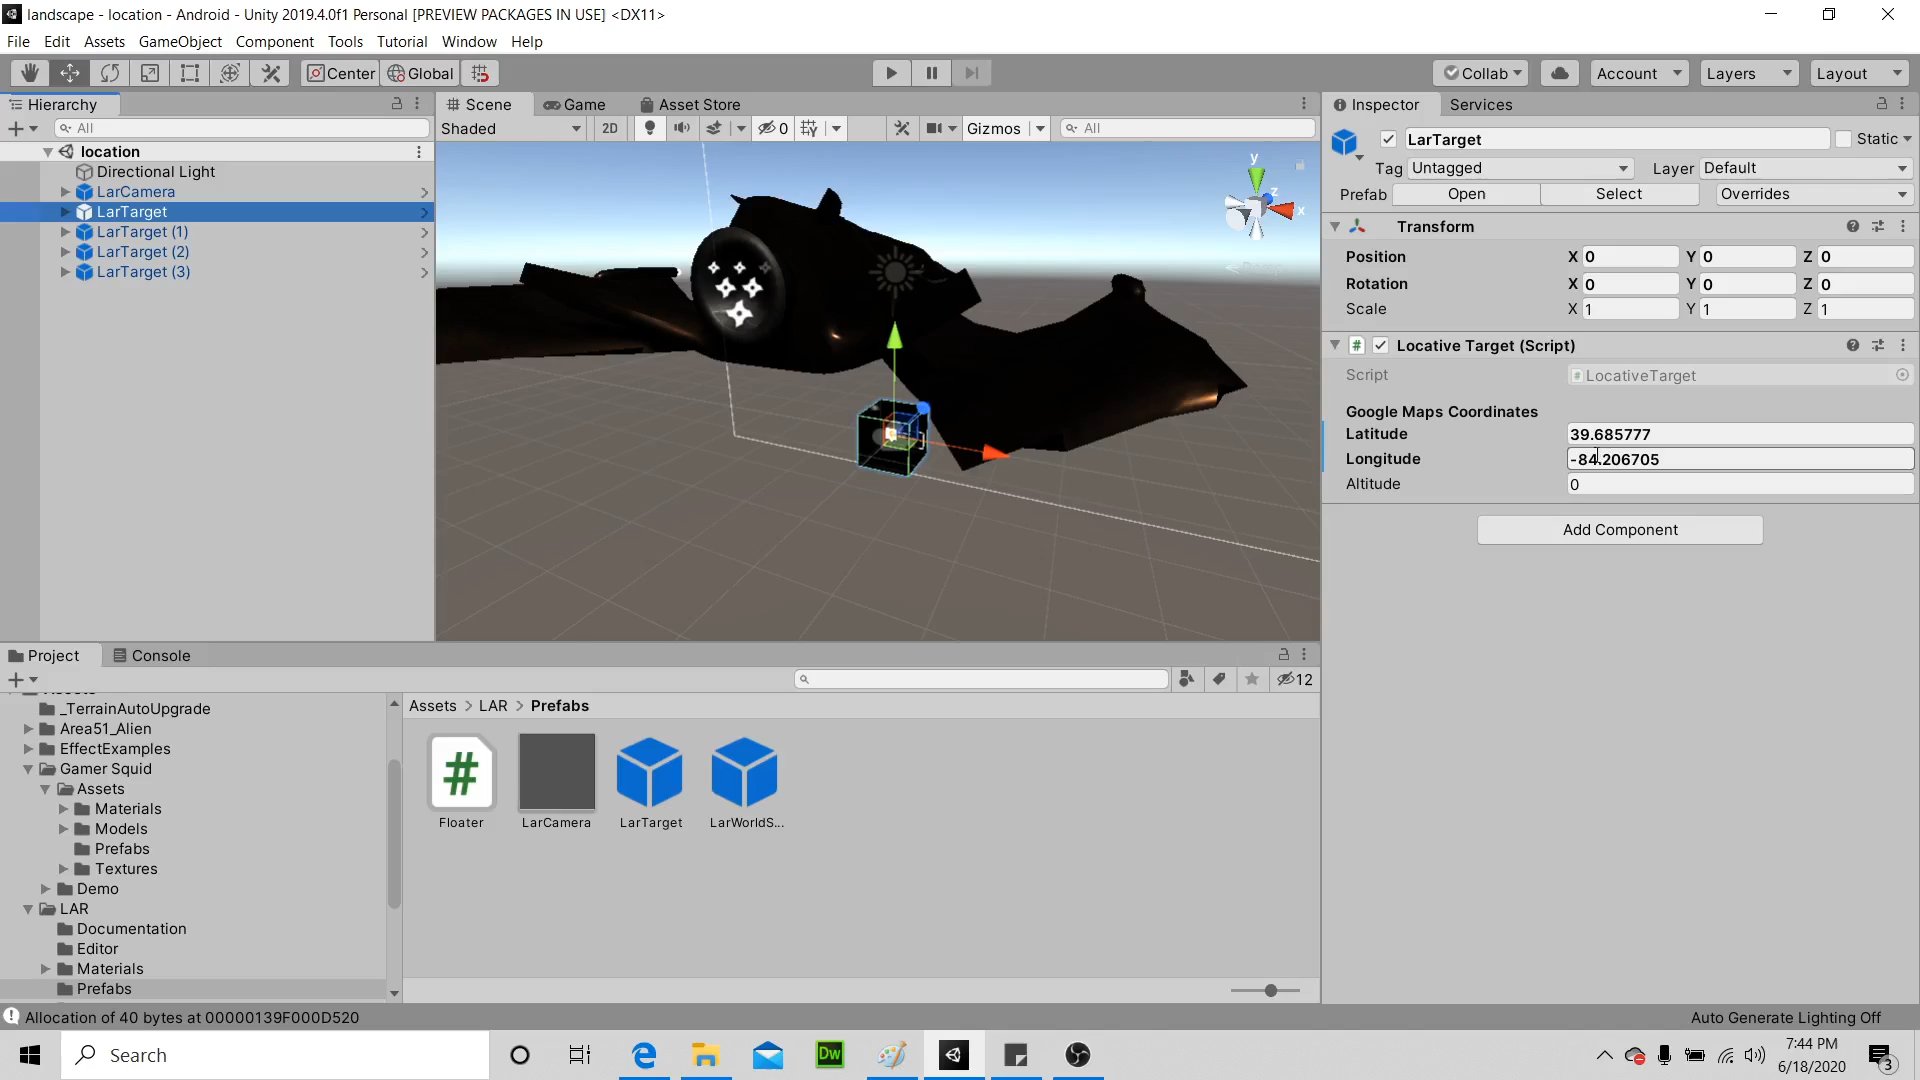 landscape - location - Android - Unity 2019.4.0f1 Personal [PREVIEW PACKAGES IN USE] <DX11>
File Edit Assets GameObject Component Tools Tutorial Window Help
Center Global Collab Account Layers Layout
Hierarchy
All
location
Directional Light
LarCamera
LarTarget
LarTarget (1)
LarTarget (2)
LarTarget (3)
Scene Game Asset Store
Shaded 2D 0 Gizmos All
y
z
x
Persp
Inspector Services
LarTarget Static
Tag Untagged Layer Default
Prefab Open Select Overrides
Transform
Position X 0 Y 0 Z 0
Rotation X 0 Y 0 Z 0
Scale X 1 Y 1 Z 1
# Locative Target (Script)
Script # LocativeTarget
Google Maps Coordinates
Latitude 39.685777
Longitude -84.206705
Altitude 0
Add Component
Project Console
12
Assets
_TerrainAutoUpgrade
Area51_Alien
EffectExamples
Gamer Squid
Assets
Materials
Models
Prefabs
Textures
Demo
LAR
Documentation
Editor
Materials
Prefabs
Assets > LAR > Prefabs
#
Floater LarCamera LarTarget LarWorldS...
Allocation of 40 bytes at 00000139F000D520
Auto Generate Lighting Off
Search
Dw
7:44 PM
6/18/2020
3